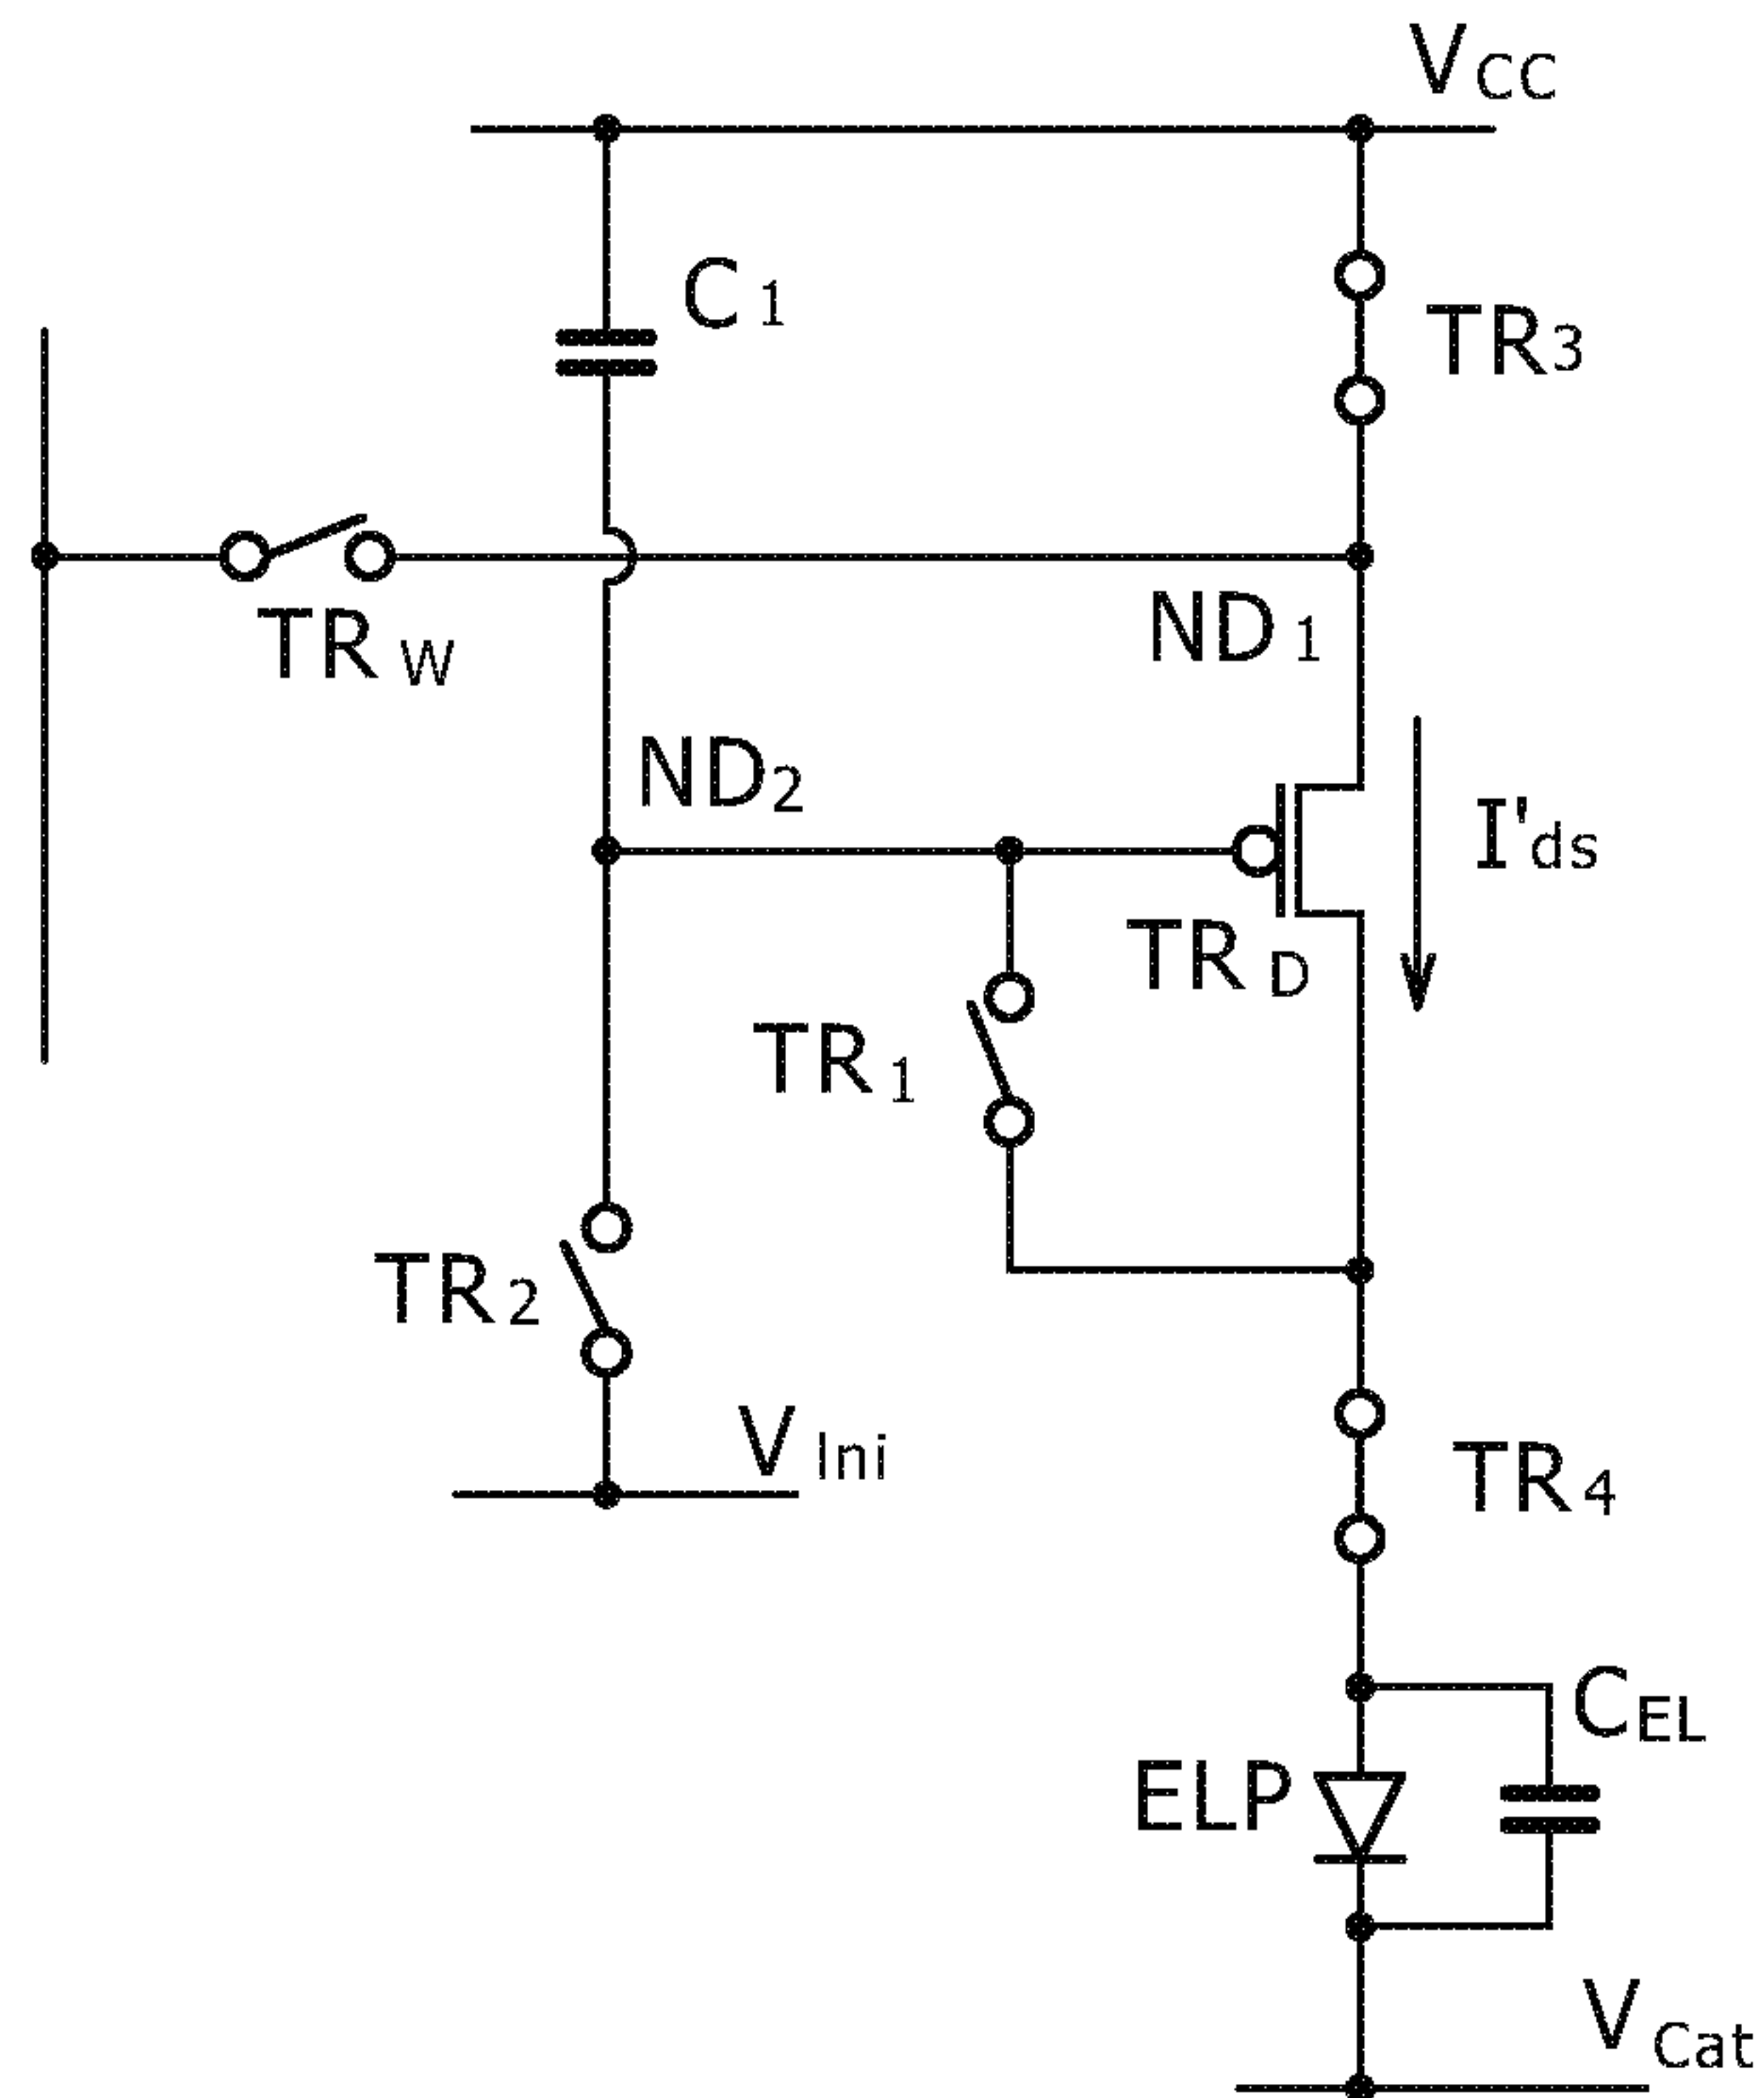 VCC
C1
TR3
TRW
ND1
ND2
I'ds
TRD
TR1
TR2
VIni
TR4
CEL
ELP
VCat